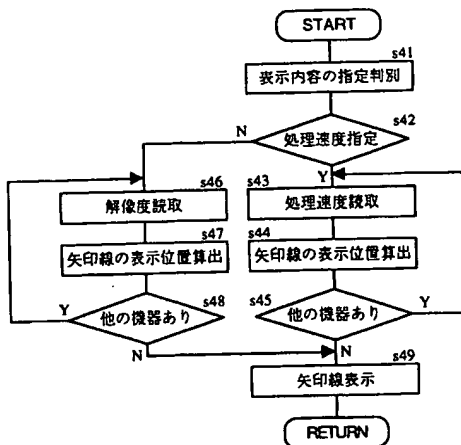 START
s41
表示内容の指定判別
s42
処理速度指定
N
Y
s46
解像度読取
s43
処理速度読取
s47
矢印線の表示位置算出
s44
矢印線の表示位置算出
s48
他の機器あり
Y
N
s45
他の機器あり
Y
N
s49
矢印線表示
RETURN